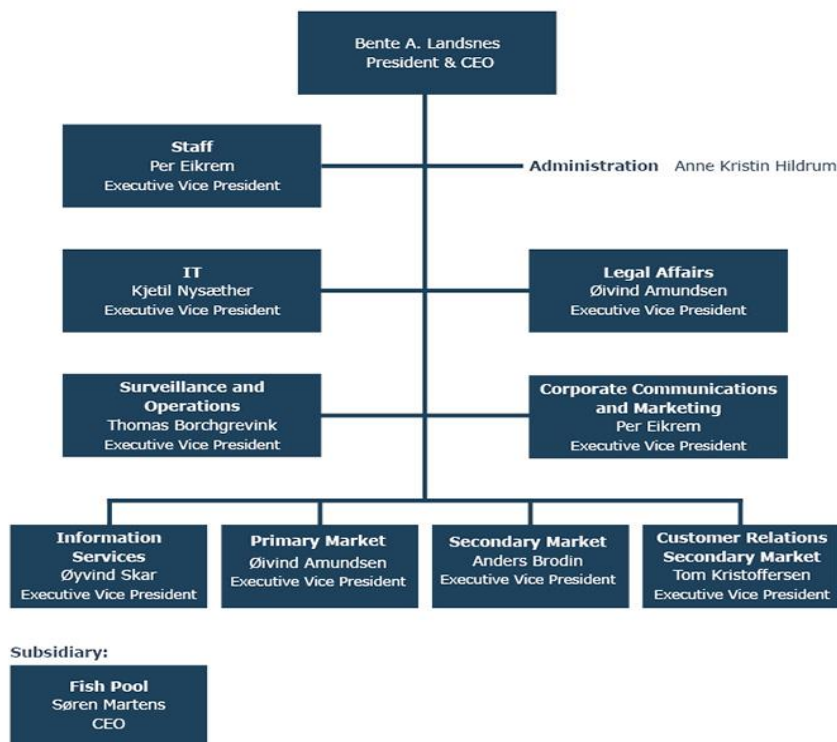 Bente A. Landsnes
President & CEO
Staff
Per Eikrem
Executive Vice President
Administration Anne Kristin Hildrum
IT
Kjetil Nysæther
Executive Vice President
Legal Affairs
Øivind Amundsen
Executive Vice President
Surveillance and
Operations
Thomas Borchgrevink
Executive Vice President
Corporate Communications
and Marketing
Per Eikrem
Executive Vice President
Information
Services
Øyvind Skar
Executive Vice President
Primary Market
Øivind Amundsen
Executive Vice President
Secondary Market
Anders Brodin
Executive Vice President
Customer Relations
Secondary Market
Tom Kristoffersen
Executive Vice President
Subsidiary:
Fish Pool
Søren Martens
CEO